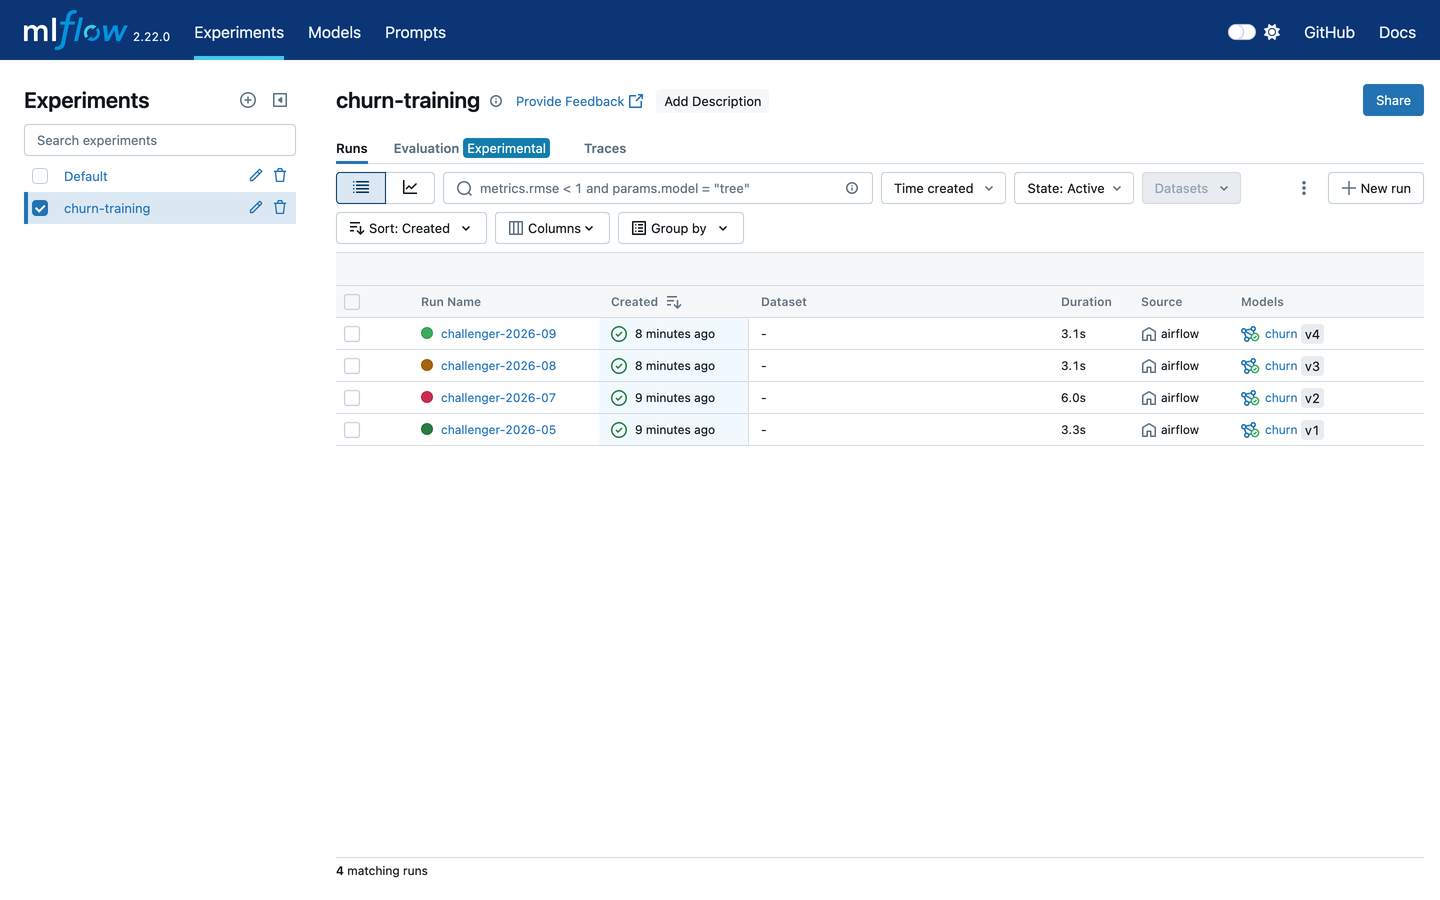 mlflow 2.22.0 Experiments Models Prompts GitHub Docs
Experiments
Search experiments
Default
churn-training
churn-training Provide Feedback Add Description Share
Runs Evaluation Experimental Traces
metrics.rmse < 1 and params.model = "tree" Time created State: Active Datasets New run
Sort: Created Columns Group by
Run Name Created Dataset Duration Source Models
challenger-2026-09 8 minutes ago - 3.1s airflow churn v4
challenger-2026-08 8 minutes ago - 3.1s airflow churn v3
challenger-2026-07 9 minutes ago - 6.0s airflow churn v2
challenger-2026-05 9 minutes ago - 3.3s airflow churn v1
4 matching runs